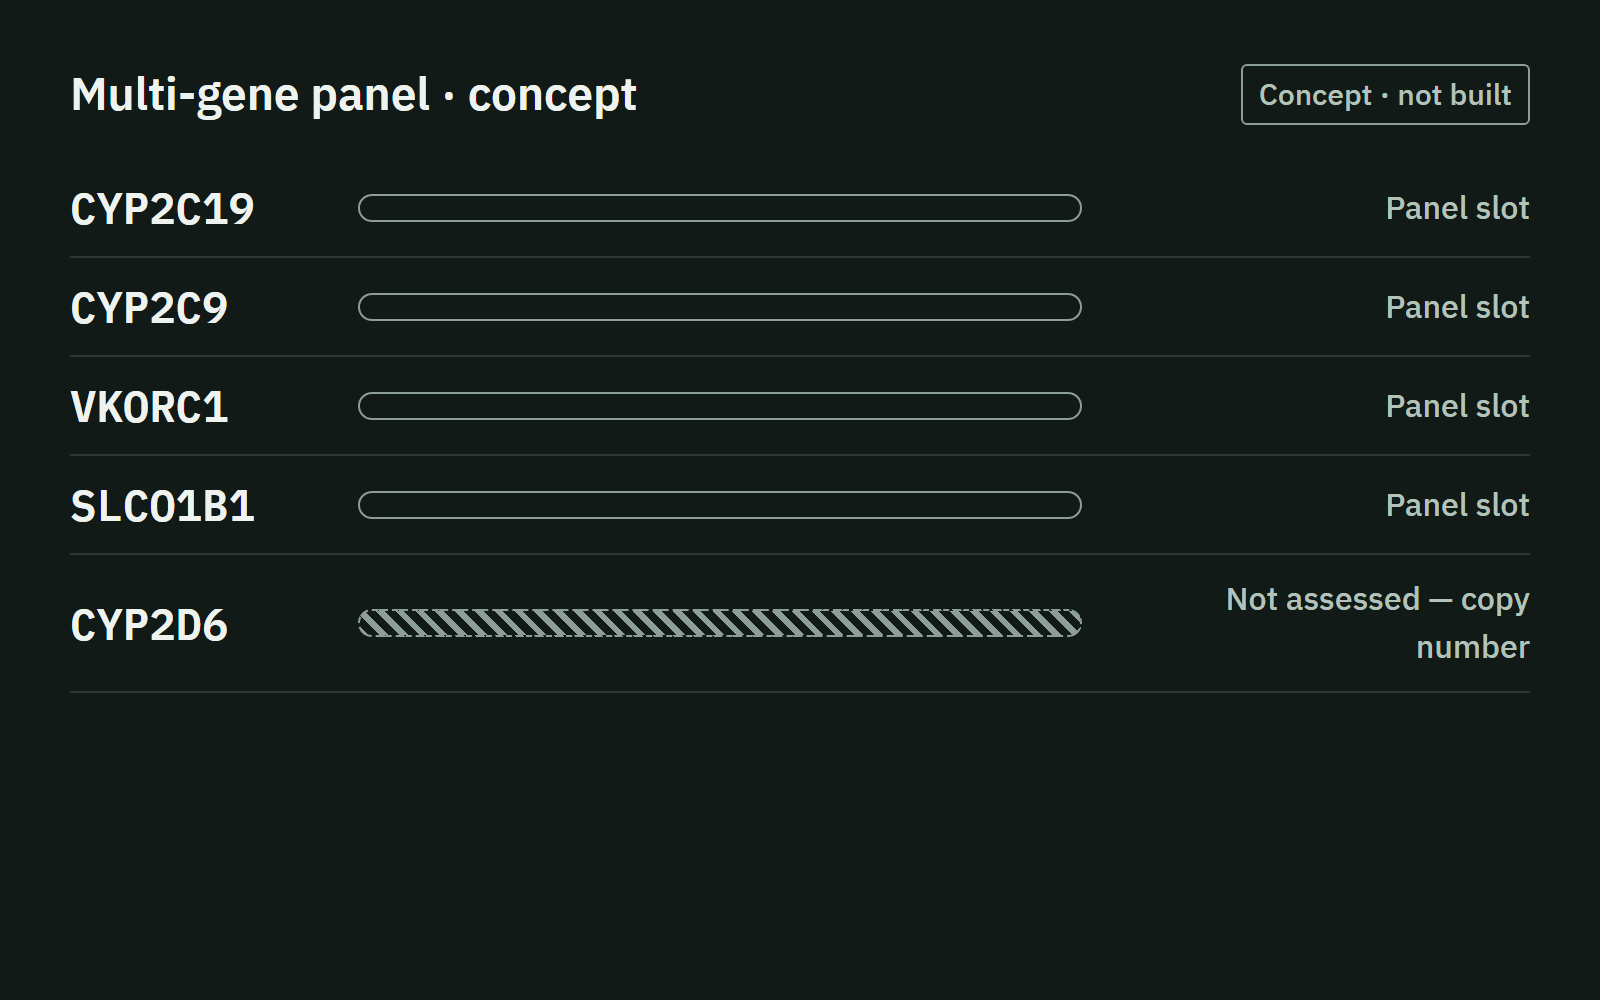 Multi-gene panel · concept
Concept · not built
CYP2C19
Panel slot
CYP2C9
Panel slot
VKORC1
Panel slot
SLCO1B1
Panel slot
CYP2D6
Not assessed — copy
number